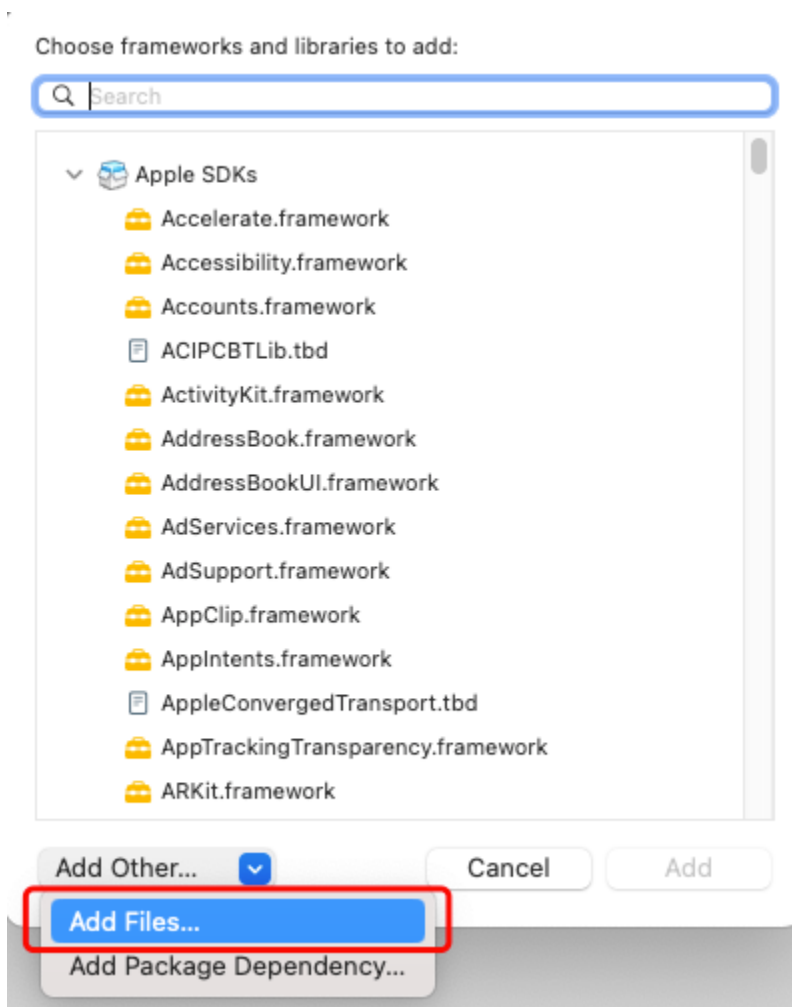 Choose frameworks and libraries to add:
Search
Apple SDKs
Accelerate.framework
Accessibility.framework
Accounts.framework
ACIPCBTLib.tbd
ActivityKit.framework
AddressBook.framework
AddressBookUI.framework
AdServices.framework
AdSupport.framework
AppClip.framework
AppIntents.framework
AppleConvergedTransport.tbd
AppTrackingTransparency.framework
ARKit.framework
Add Other... Cancel Add
Add Files...
Add Package Dependency...